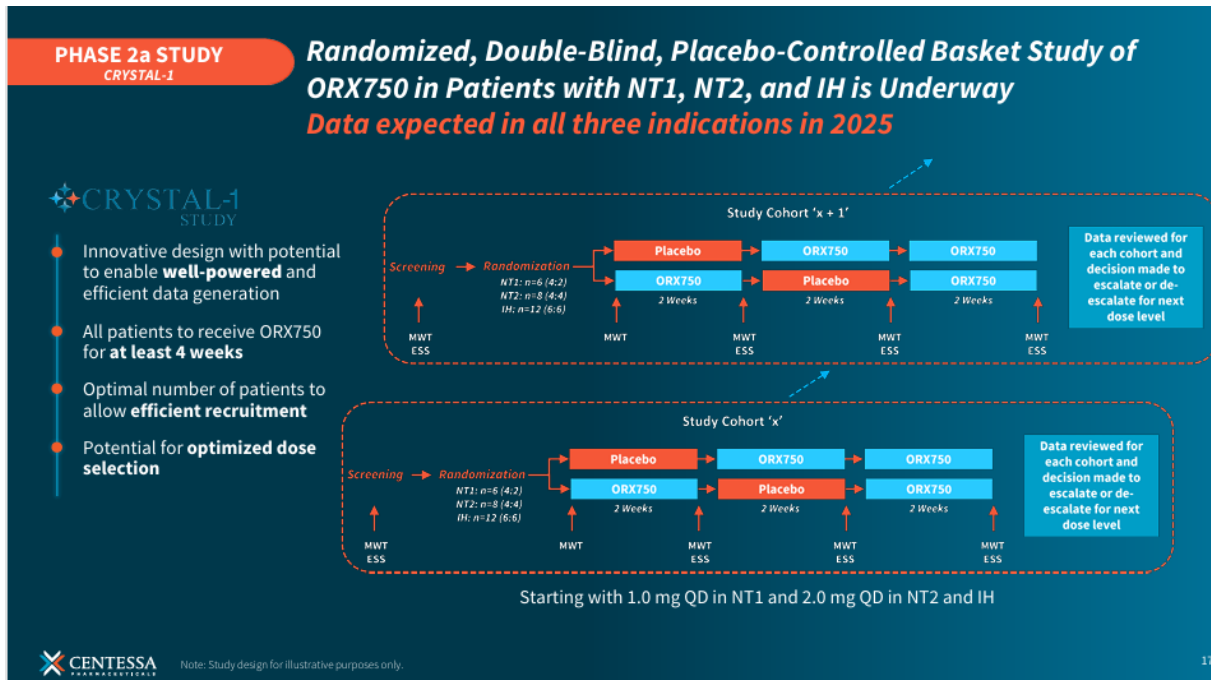 PHASE 2a STUDY
CRYSTAL-1
Randomized, Double-Blind, Placebo-Controlled Basket Study of
ORX750 in Patients with NT1, NT2, and IH is Underway
Data expected in all three indications in 2025
CRYSTAL-1
STUDY
Innovative design with potential
to enable well-powered and
efficient data generation
All patients to receive ORX750
for at least 4 weeks
Optimal number of patients to
allow efficient recruitment
Potential for optimized dose
selection
Study Cohort 'x + 1'
Screening
Randomization
NT1: n=6 (4:2)
NT2: n=8 (4:4)
IH: n=12 (6:6)
Placebo
ORX750
ORX750
ORX750
Placebo
ORX750
2 Weeks
2 Weeks
2 Weeks
MWT
ESS
MWT
MWT
ESS
MWT
ESS
MWT
ESS
Data reviewed for
each cohort and
decision made to
escalate or de-
escalate for next
dose level
Study Cohort 'x'
Screening
Randomization
NT1: n=6 (4:2)
NT2: n=8 (4:4)
IH: n=12 (6:6)
Placebo
ORX750
ORX750
ORX750
Placebo
ORX750
2 Weeks
2 Weeks
2 Weeks
MWT
ESS
MWT
MWT
ESS
MWT
ESS
MWT
ESS
Data reviewed for
each cohort and
decision made to
escalate or de-
escalate for next
dose level
Starting with 1.0 mg QD in NT1 and 2.0 mg QD in NT2 and IH
CENTESSA
PHARMACEUTICALS
Note: Study design for illustrative purposes only.
17